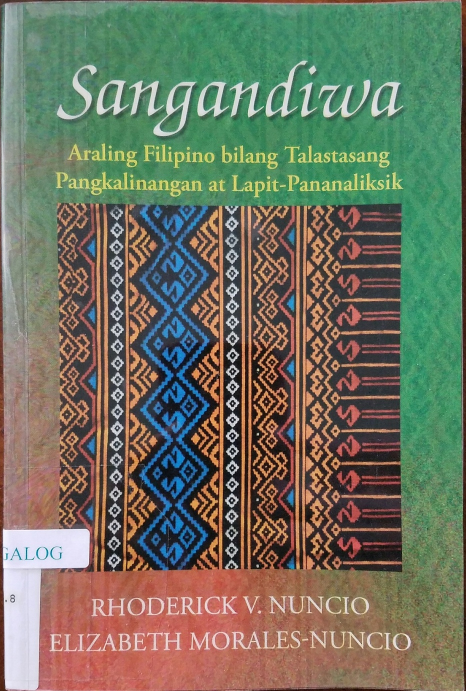 Sangandiwa
Araling Filipino bilang Talastasang
Pangkalinangan at Lapit-Pananaliksik
GALOG
.8
RHODERICK V. NUNCIO
ELIZABETH MORALES-NUNCIO